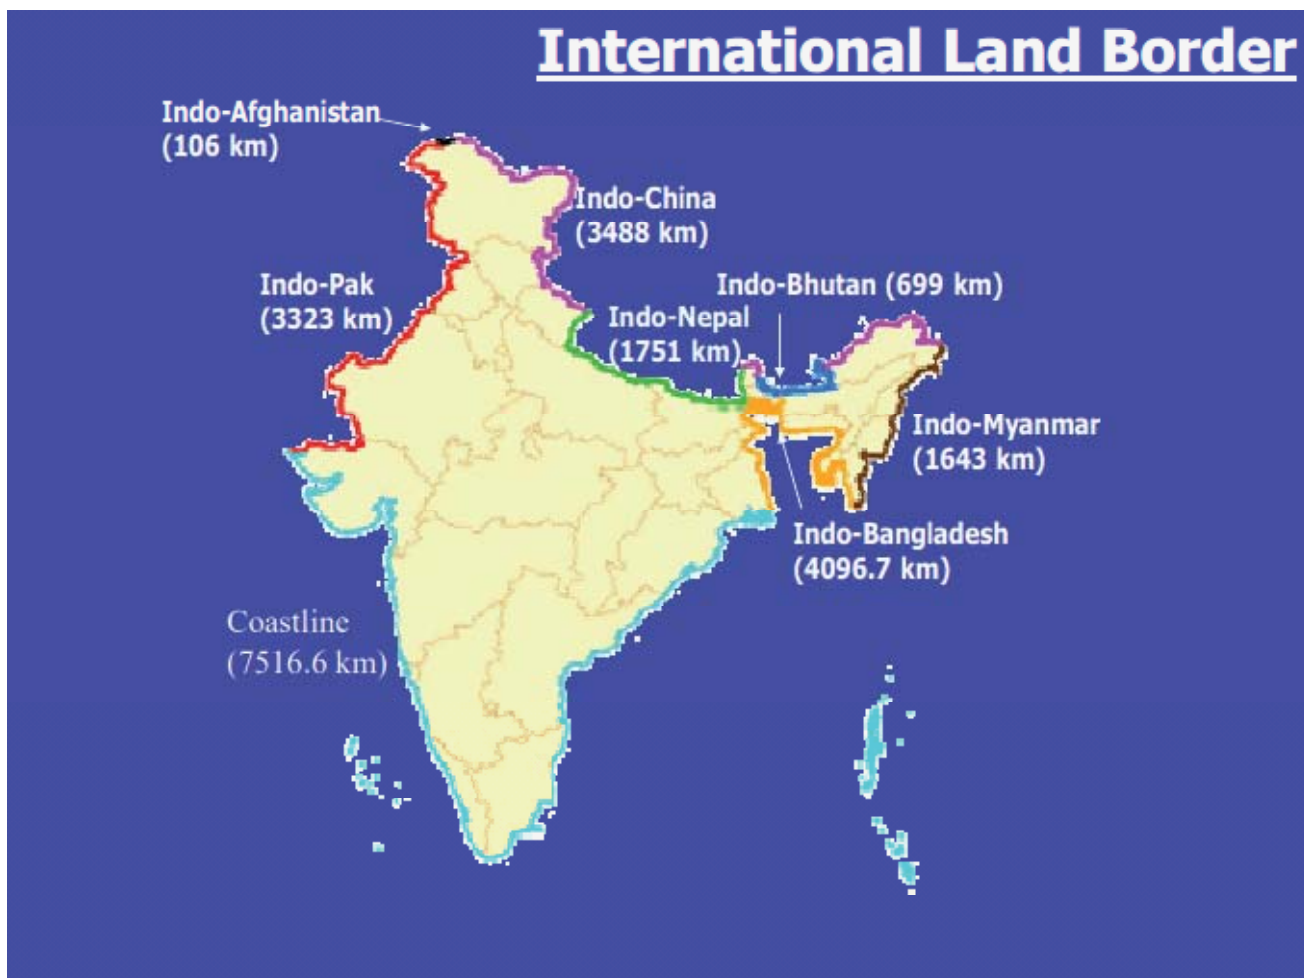 International Land Border
Indo-Afghanistan
(106 km)
Indo-China
(3488 km)
Indo-Pak
(3323 km)
Indo-Bhutan (699 km)
Indo-Nepal
(1751 km)
Indo-Myanmar
(1643 km)
Indo-Bangladesh
(4096.7 km)
Coastline
(7516.6 km)